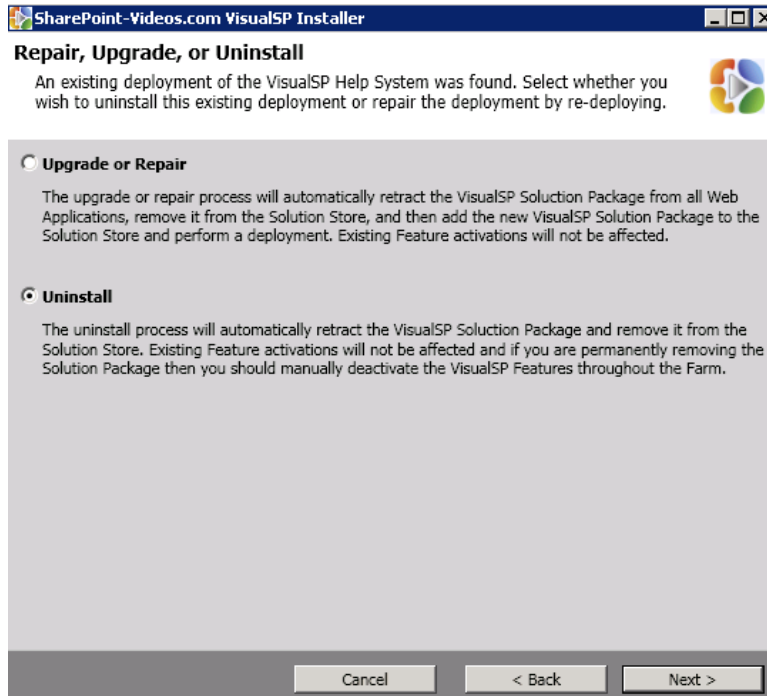 SharePoint-Videos.com VisualSP Installer
Repair, Upgrade, or Uninstall
An existing deployment of the VisualSP Help System was found. Select whether you
wish to uninstall this existing deployment or repair the deployment by re-deploying.
Upgrade or Repair
The upgrade or repair process will automatically retract the VisualSP Soluction Package from all Web
Applications, remove it from the Solution Store, and then add the new VisualSP Solution Package to the
Solution Store and perform a deployment. Existing Feature activations will not be affected.
Uninstall
The uninstall process will automatically retract the VisualSP Soluction Package and remove it from the
Solution Store. Existing Feature activations will not be affected and if you are permanently removing the
Solution Package then you should manually deactivate the VisualSP Features throughout the Farm.
Cancel
< Back
Next >